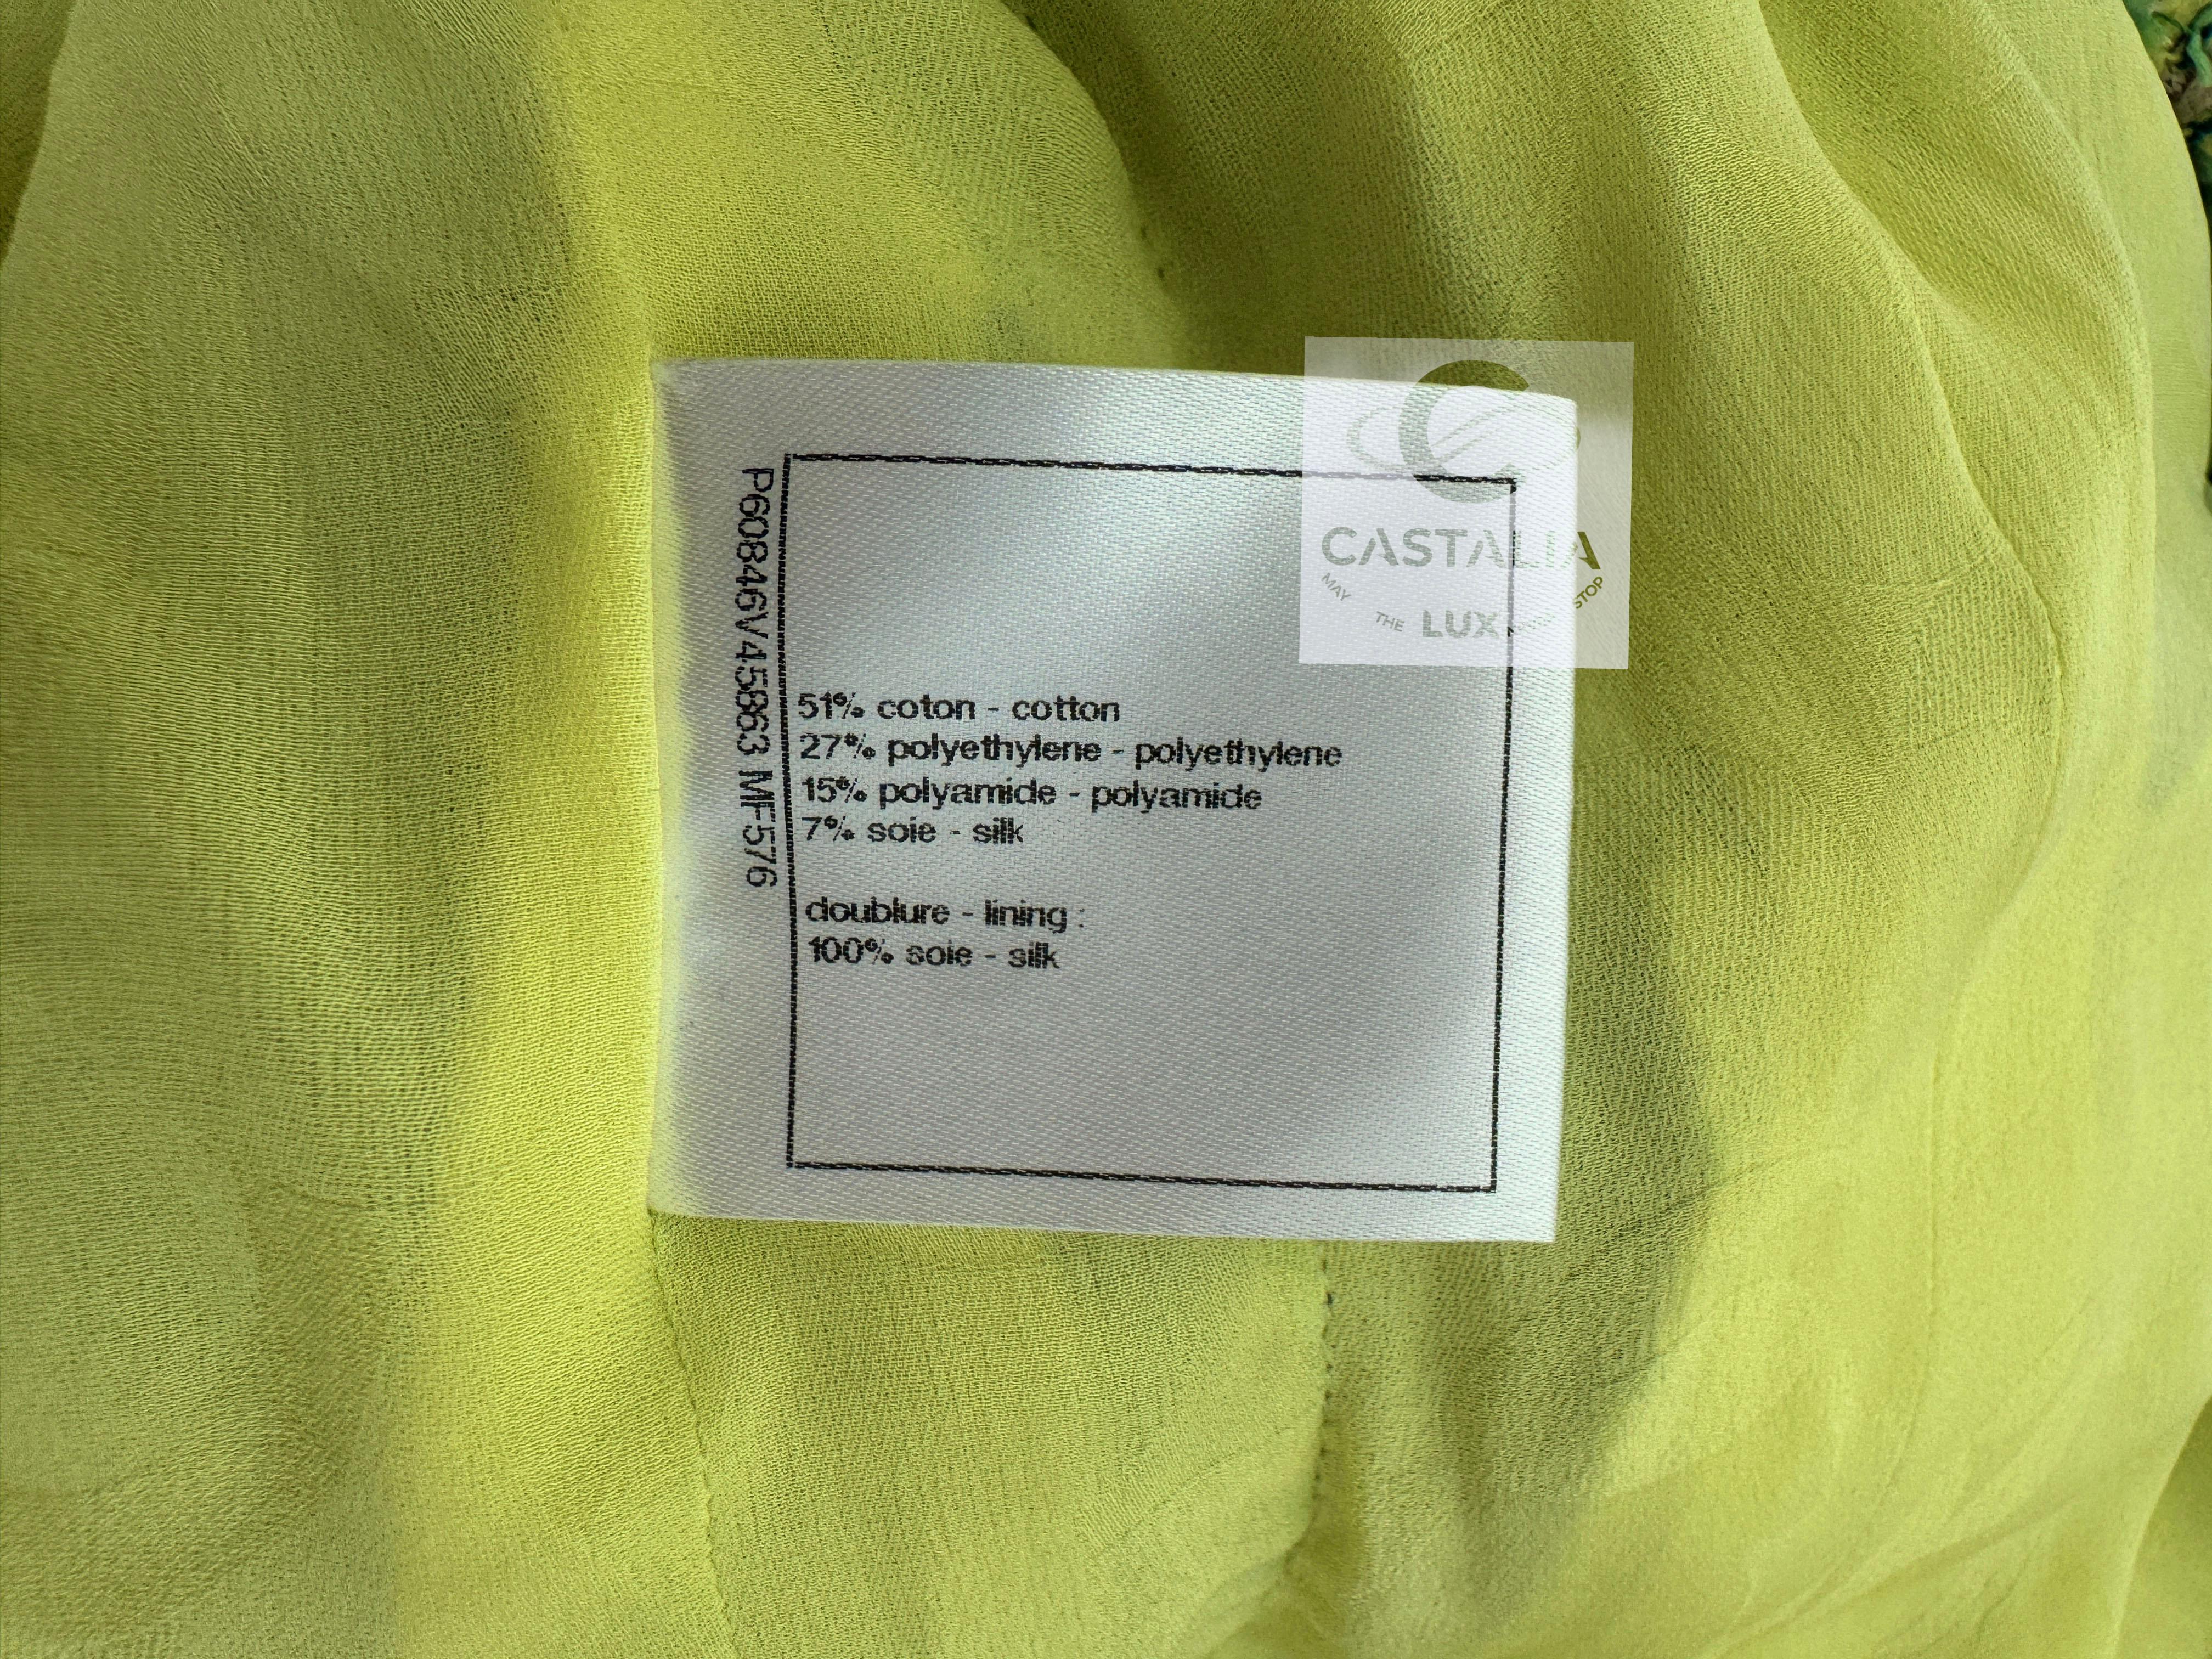 P60846V45863 MF576
51% coton - cotton
27% polyethylene - polyethylene
15% polyamide - polyamide
7% soie - silk
doublure - lining :
100% soie - silk
CASTALIA
MAY THE LUX STOP